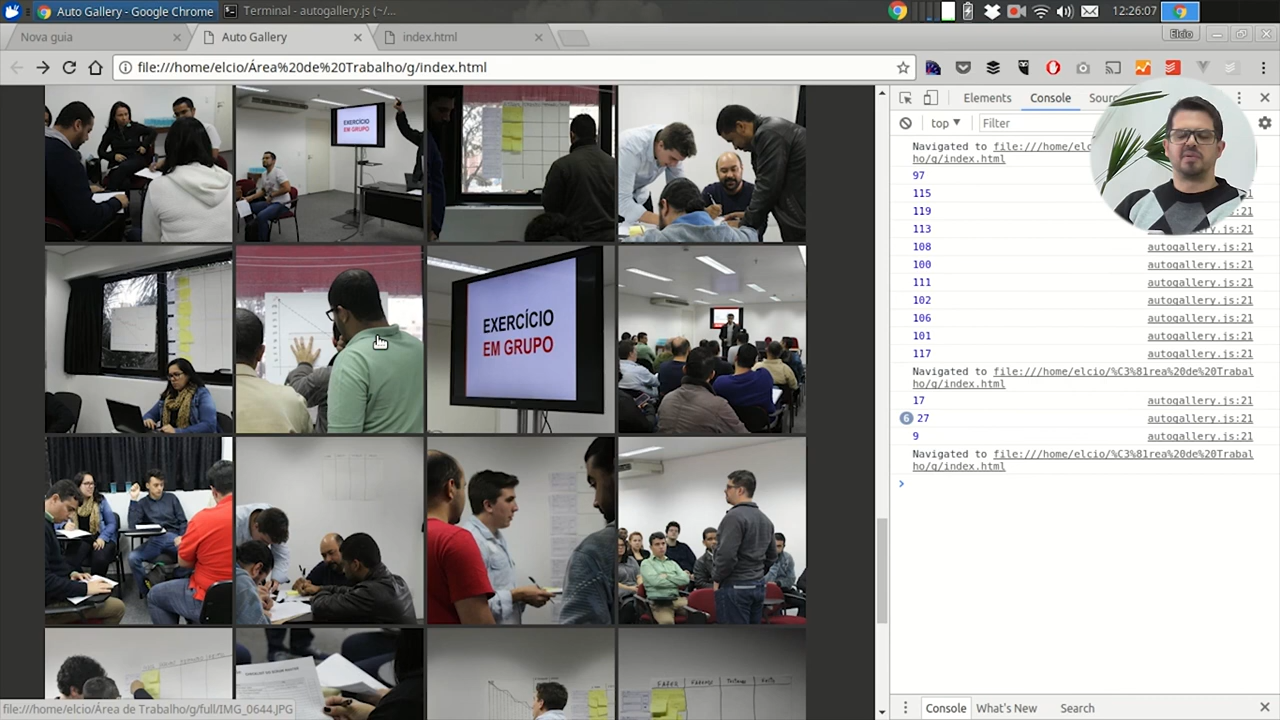 Auto Gallery - Google Chrome
Terminal - autogallery.js (~/...
12:26:07
Elcio
Nova guia
Auto Gallery
index.html
file:///home/elcio/Área%20de%20Trabalho/g/index.html
Elements
Console
top
Filter
Navigated to
ho/g/index.html
97
115
119
113
108
autogallery.js:21
100
autogallery.js:21
111
autogallery.js:21
102
autogallery.js:21
106
autogallery.js:21
101
autogallery.js:21
117
autogallery.js:21
Navigated to file:///home/elcio/%C3%81rea%20de%20Trabal
ho/g/index.html
17
autogallery.js:21
6
27
autogallery.js:21
9
autogallery.js:21
Navigated to file:///home/elcio/%C3%81rea%20de%20Trabal
ho/g/index.html
EXERCÍCIO
EM GRUPO
EXERCÍCIO
EM GRUPO
file:///home/elcio/Área de Trabalho/g/full/IMG_0644.JPG
Console
What's New
Search